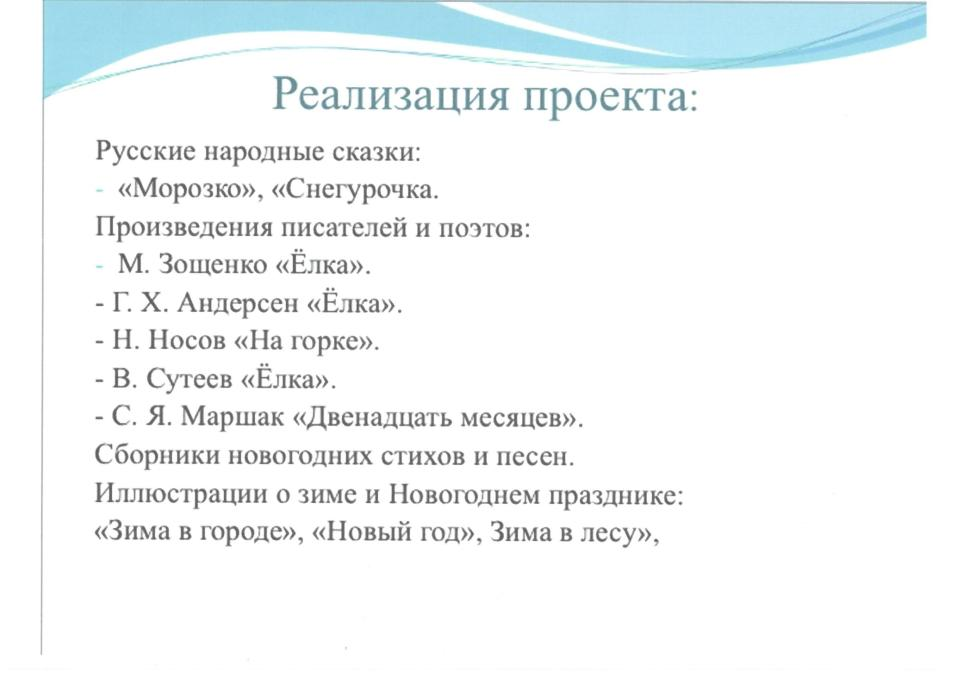 Реализация проекта:
Русские народные сказки:
- «Морозко», «Снегурочка.
Произведения писателей и поэтов:
- М. Зощенко «Ёлка».
- Г. Х. Андерсен «Ёлка».
- Н. Носов «На горке».
- В. Сутеев «Ёлка».
- С. Я. Маршак «Двенадцать месяцев».
Сборники новогодних стихов и песен.
Иллюстрации о зиме и Новогоднем празднике:
«Зима в городе», «Новый год», Зима в лесу»,